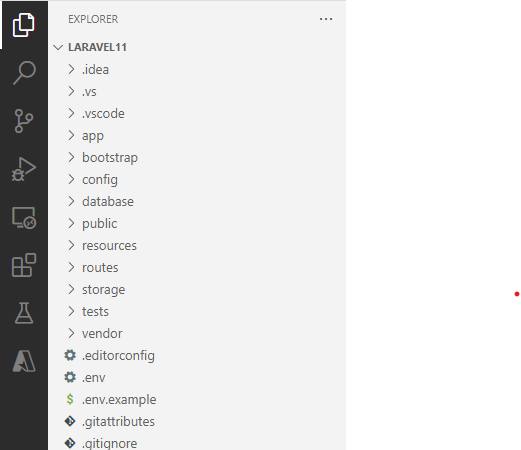 EXPLORER
LARAVEL11
.idea
.vs
.vscode
app
bootstrap
config
database
public
resources
routes
storage
tests
vendor
.editorconfig
.env
$ .env.example
.gitattributes
.gitignore